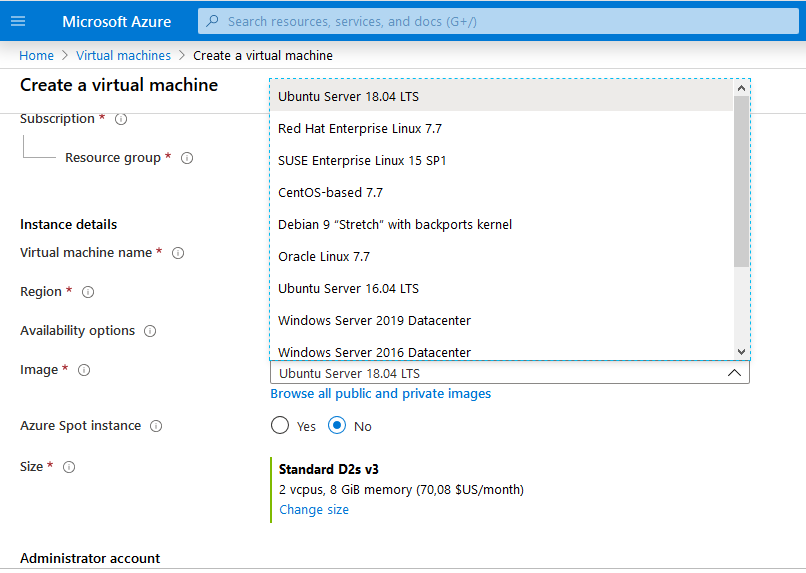 Microsoft Azure
Search resources, services, and docs (G+/)
Home > Virtual machines > Create a virtual machine
Create a virtual machine
Subscription *
Resource group *
Instance details
Virtual machine name *
Region *
Availability options
Image *
Ubuntu Server 18.04 LTS
Red Hat Enterprise Linux 7.7
SUSE Enterprise Linux 15 SP1
CentOS-based 7.7
Debian 9 “Stretch” with backports kernel
Oracle Linux 7.7
Ubuntu Server 16.04 LTS
Windows Server 2019 Datacenter
Windows Server 2016 Datacenter
Ubuntu Server 18.04 LTS
Browse all public and private images
Azure Spot instance
Yes No
Size *
Standard D2s v3
2 vcpus, 8 GiB memory (70,08 $US/month)
Change size
Administrator account